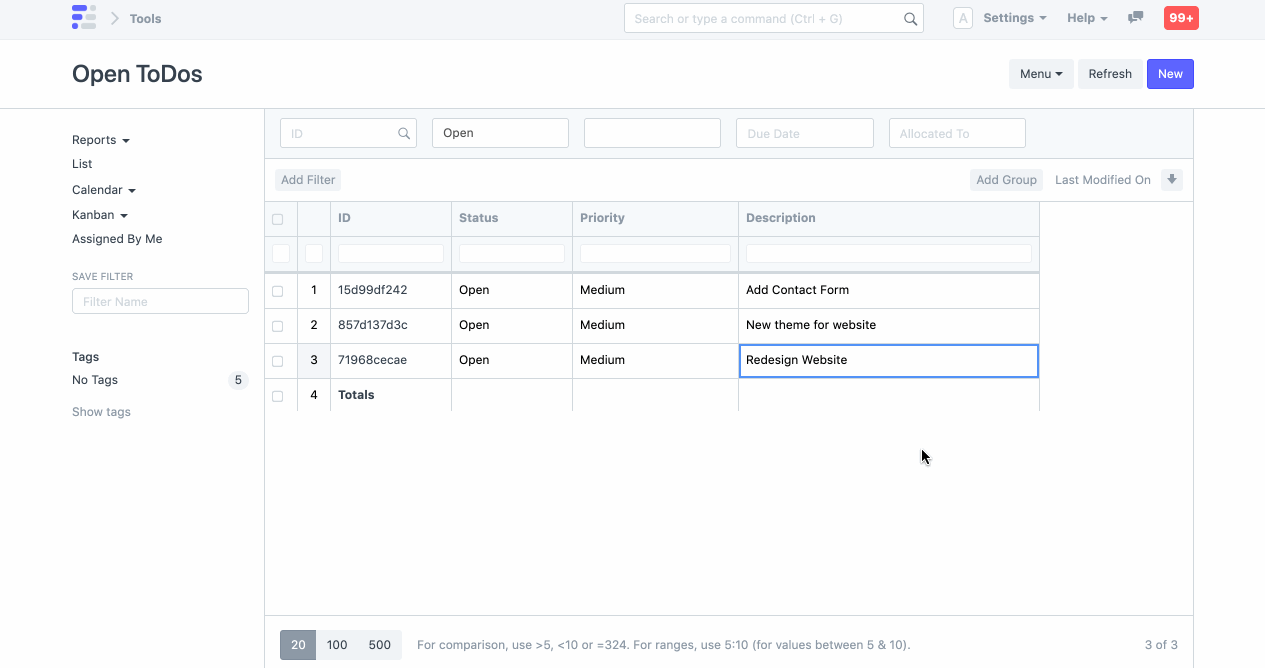 Tools
Search or type a command (Ctrl + G)
A
Settings
Help
99+
Open ToDos
Menu
Refresh
New
Reports
List
Calendar
Kanban
Assigned By Me
SAVE FILTER
Filter Name
Tags
No Tags 5
Show tags
ID
Open
Due Date
Allocated To
Add Filter
Add Group
Last Modified On
ID Status Priority Description
1 15d99df242 Open Medium Add Contact Form
2 857d137d3c Open Medium New theme for website
3 71968cecae Open Medium Redesign Website
4 Totals
20 100 500
For comparison, use >5, <10 or =324. For ranges, use 5:10 (for values between 5 & 10).
3 of 3